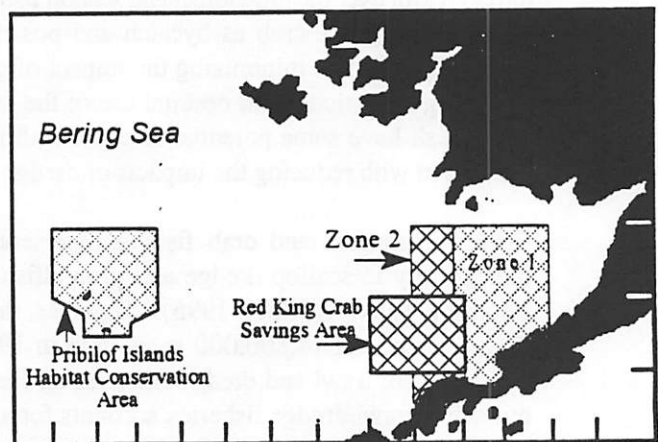 Bering Sea
Zone 2
Zone 1
Red King Crab
Savings Area
Pribilof Islands
Habitat Conservation
Area